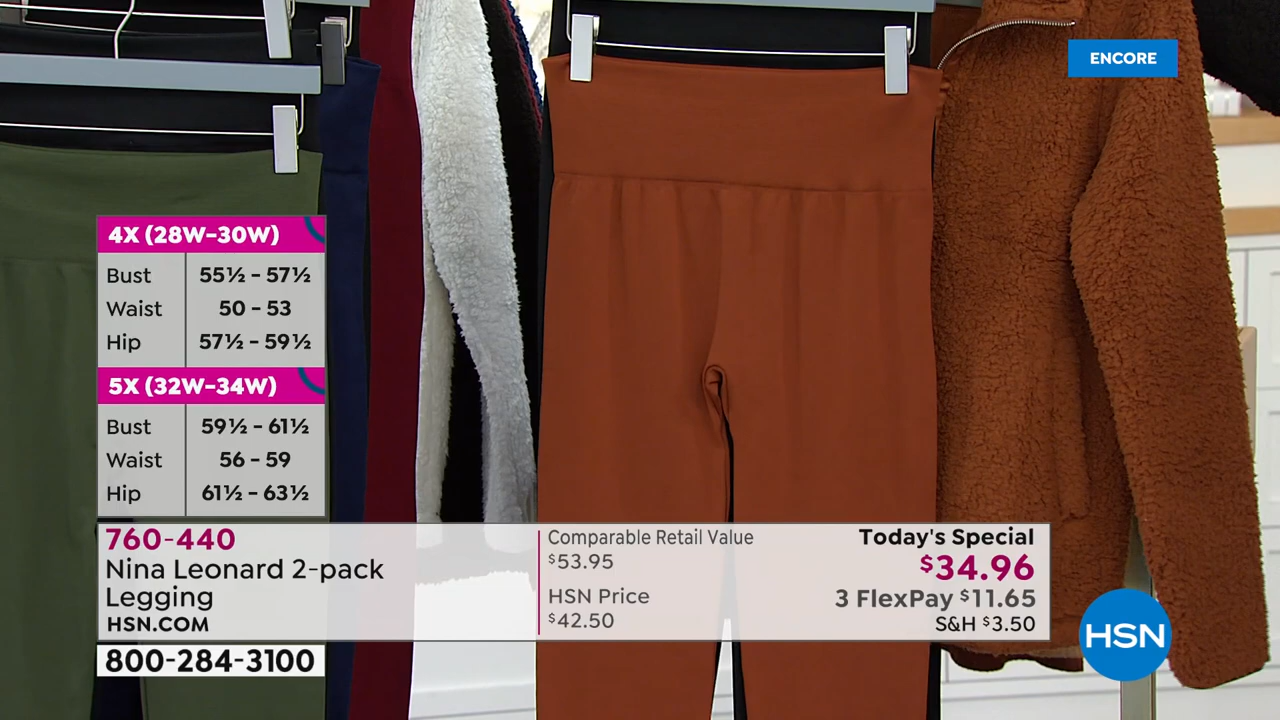 ENCORE
4X (28W-30W)
Bust 55½ - 57½
Waist 50 - 53
Hip 57½ - 59½
5X (32W-34W)
Bust 59½ - 61½
Waist 56 - 59
Hip 61½ - 63½
760-440
Nina Leonard 2-pack
Legging
HSN.COM
800-284-3100
Comparable Retail Value
$53.95
HSN Price
$42.50
Today's Special
$34.96
3 FlexPay $11.65
S&H $3.50
HSN